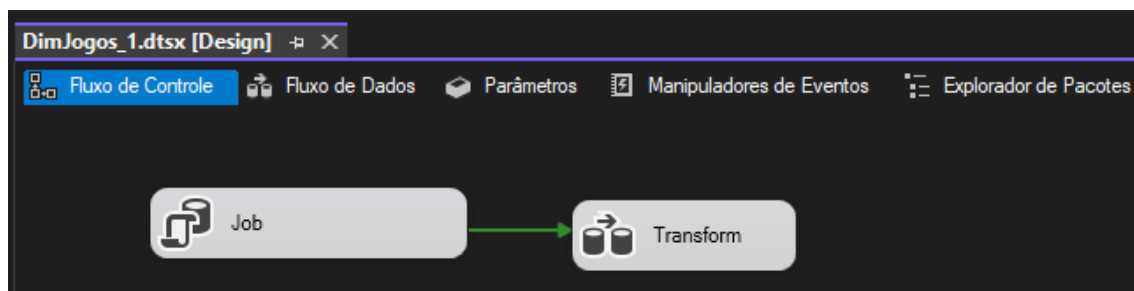 DimJogos_1.dtsx [Design]
Fluxo de Controle Fluxo de Dados Parâmetros Manipuladores de Eventos Explorador de Pacotes
Job
Transform